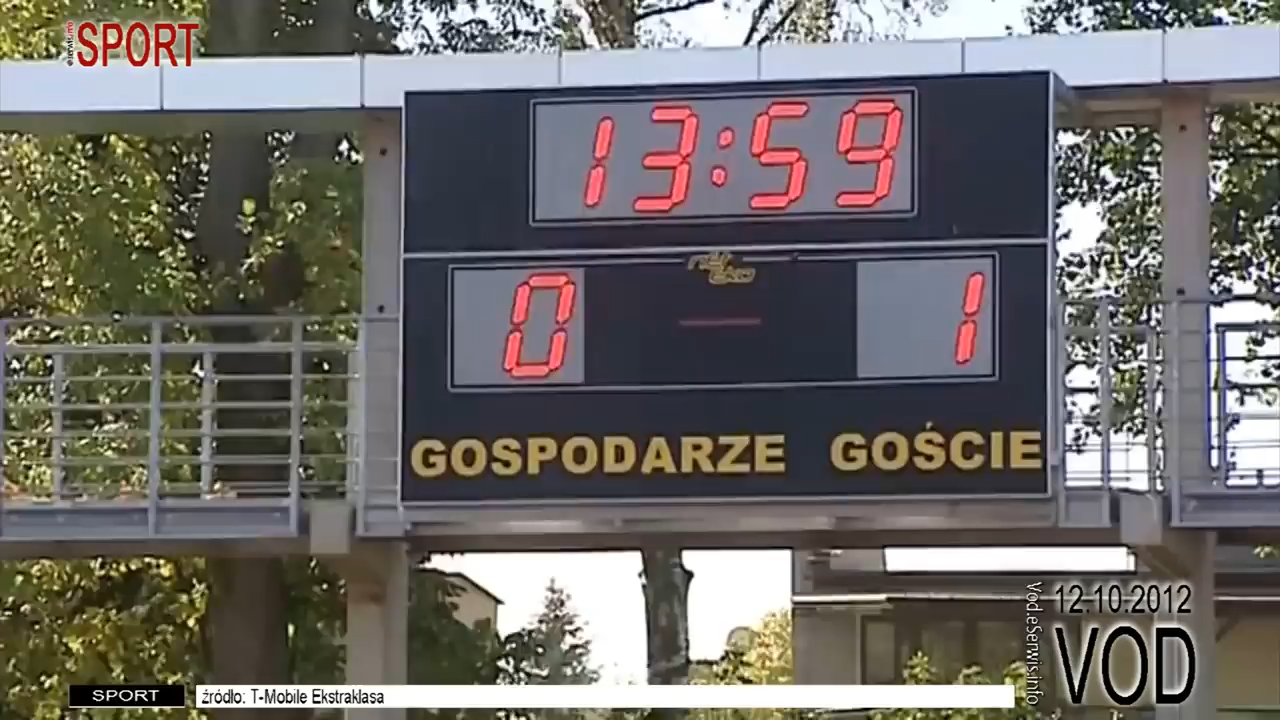 SPORT
13:59
0 1
GOSPODARZE GOŚCIE
12.10.2012
VOD
Vod.eSerwis.info
SPORT
źródło: T-Mobile Ekstraklasa